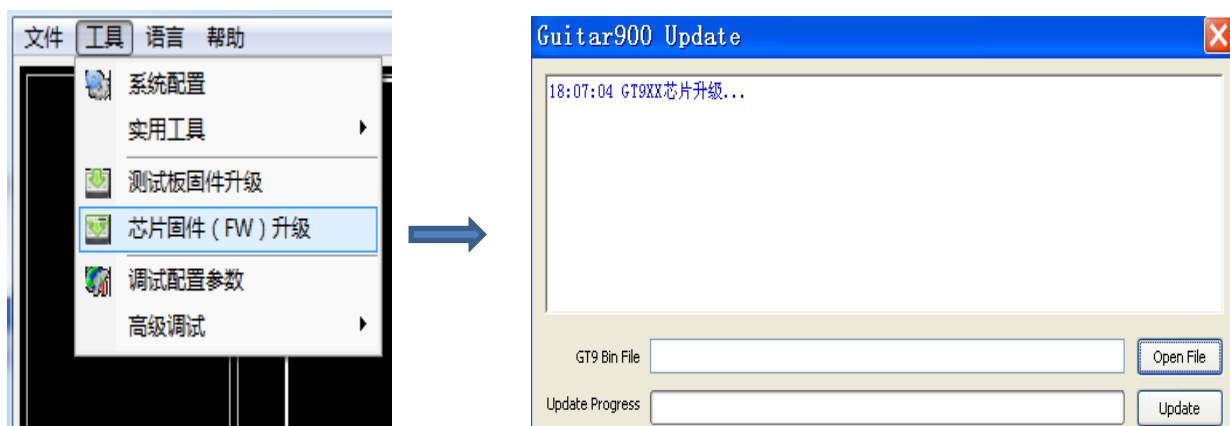 文件 工具 语言 帮助
系统配置
实用工具
测试板固件升级
芯片固件（FW）升级
调试配置参数
高级调试
Guitar900 Update
18:07:04 GT9XX芯片升级...
GT9 Bin File
Open File
Update Progress
Update